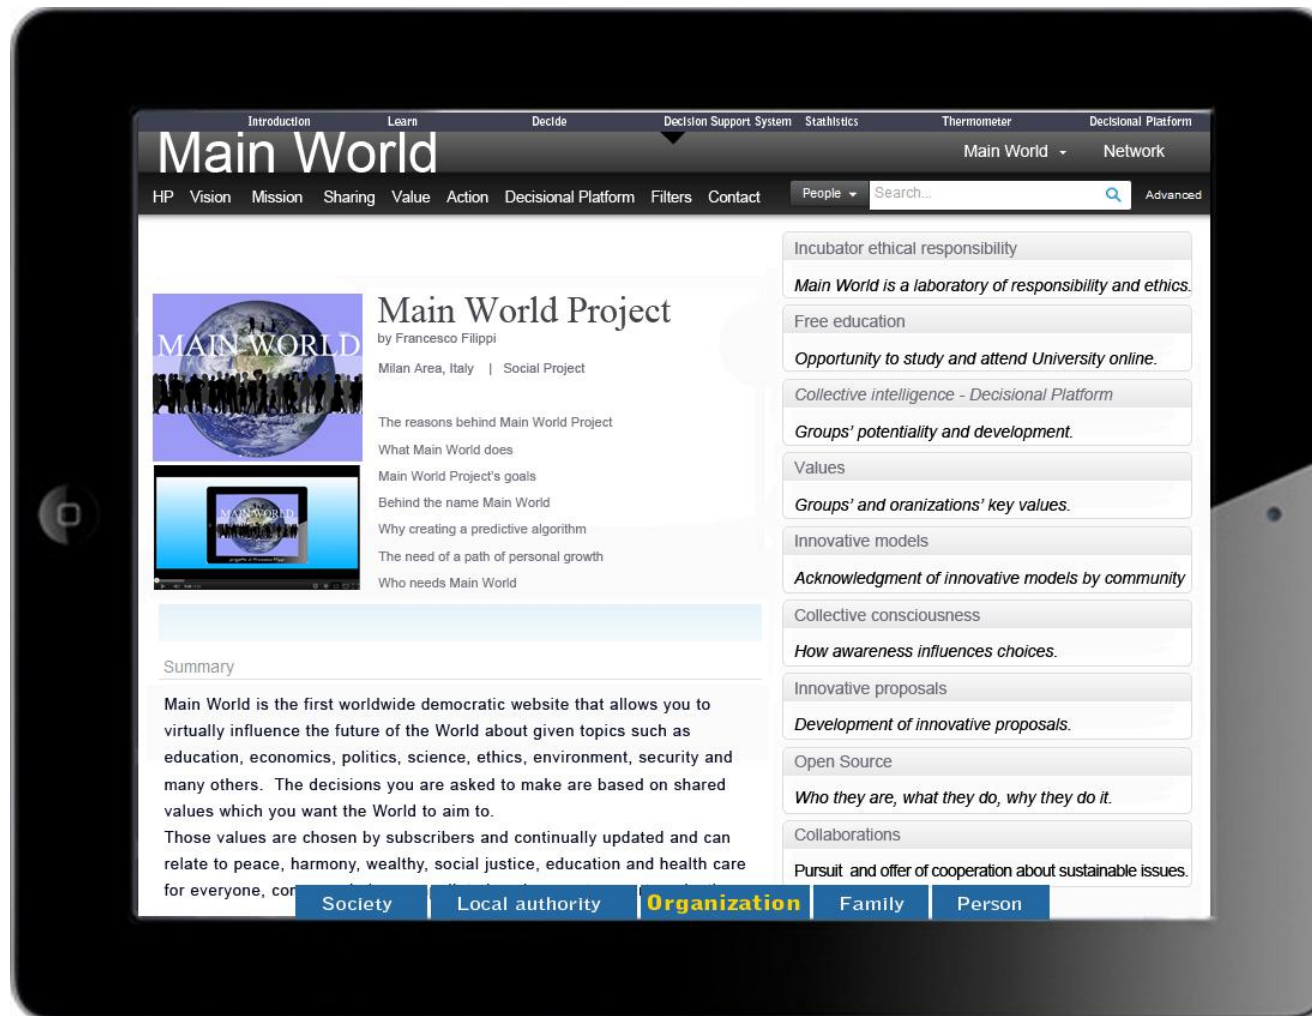 Introduction Learn Decide Decision Support System Stathistics Thermometer Decisional Platform
Main World
Main World Network
HP Vision Mission Sharing Value Action Decisional Platform Filters Contact
People Search... Advanced
MAIN WORLD
Main World Project
by Francesco Filippi
Milan Area, Italy | Social Project
The reasons behind Main World Project
What Main World does
Main World Project's goals
Behind the name Main World
Why creating a predictive algorithm
The need of a path of personal growth
Who needs Main World
MAIN WORLD
Summary
Main World is the first worldwide democratic website that allows you to
virtually influence the future of the World about given topics such as
education, economics, politics, science, ethics, environment, security and
many others. The decisions you are asked to make are based on shared
values which you want the World to aim to.
Those values are chosen by subscribers and continually updated and can
relate to peace, harmony, wealthy, social justice, education and health care
for everyone,
Incubator ethical responsibility
Main World is a laboratory of responsibility and ethics.
Free education
Opportunity to study and attend University online.
Collective intelligence - Decisional Platform
Groups' potentiality and development.
Values
Groups' and oranizations' key values.
Innovative models
Acknowledgment of innovative models by community
Collective consciousness
How awareness influences choices.
Innovative proposals
Development of innovative proposals.
Open Source
Who they are, what they do, why they do it.
Collaborations
Pursuit and offer of cooperation about sustainable issues.
Society Local authority Organization Family Person